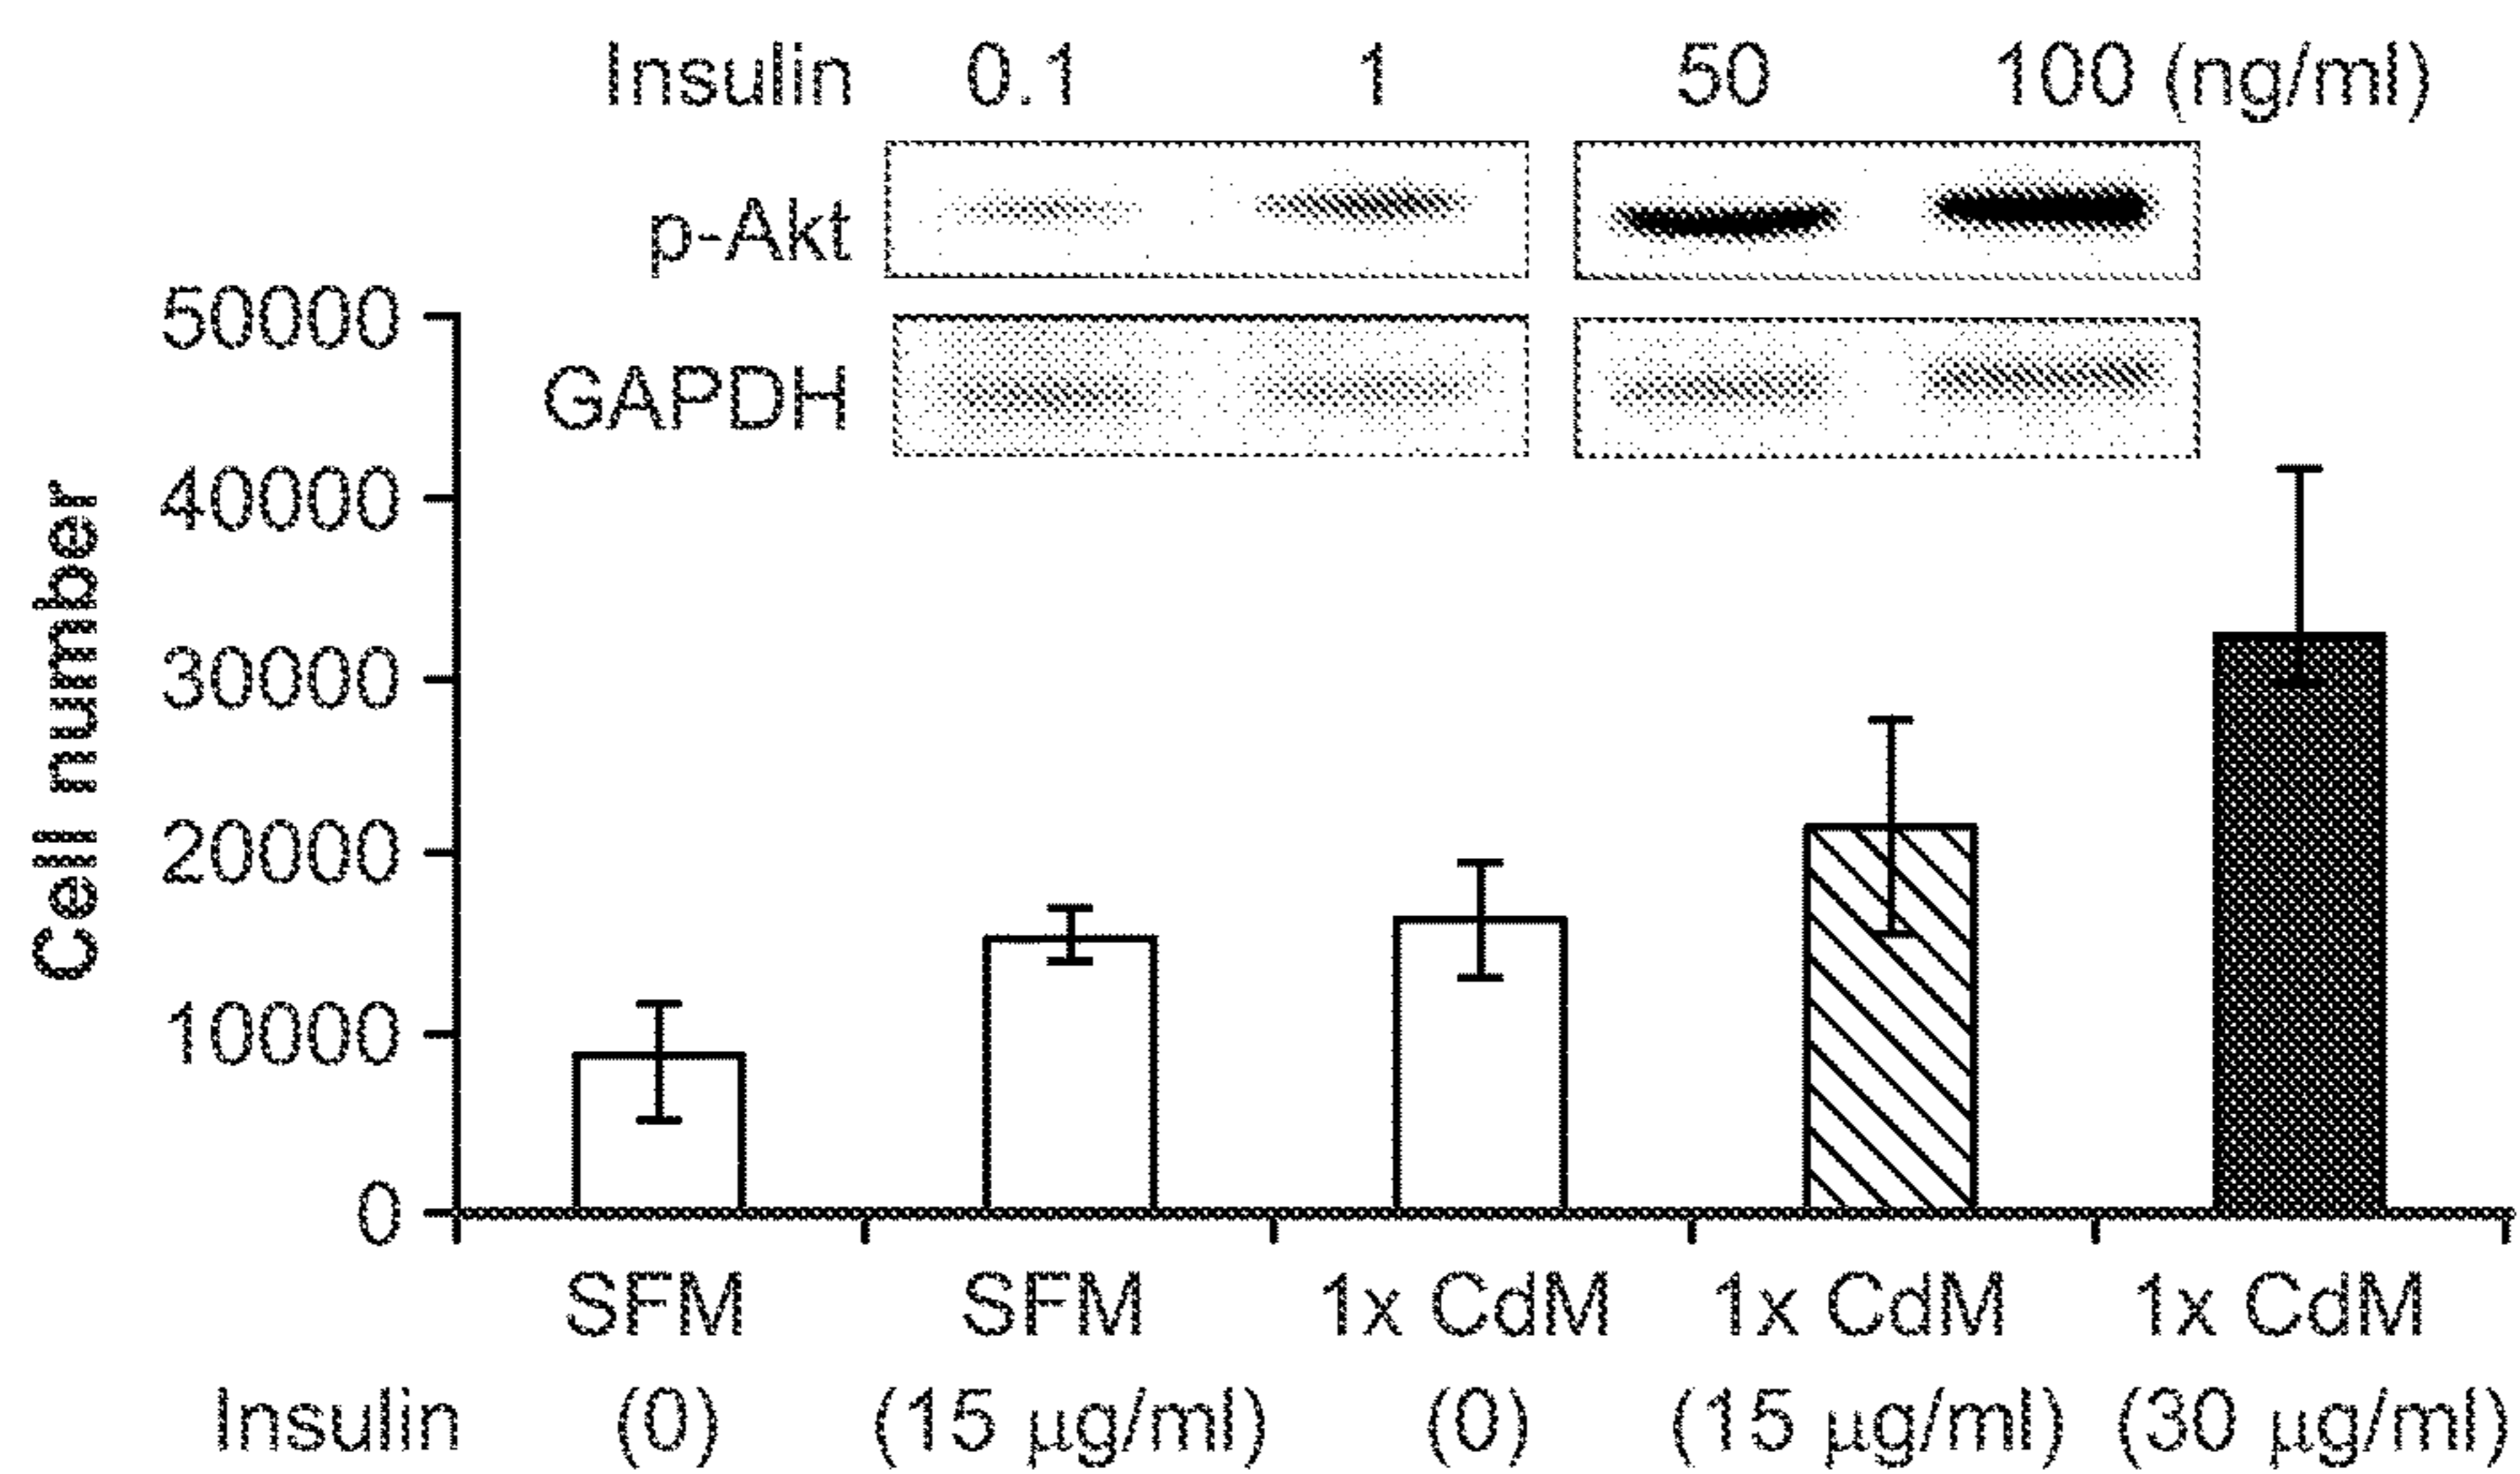 Insulin 0.1 1 50 100 (ng/ml)
p-Akt
GAPDH
Cell number
50000
40000
30000
20000
10000
0
SFM SFM 1x CdM 1x CdM 1x CdM
Insulin (0) (15 µg/ml) (0) (15 µg/ml) (30 µg/ml)